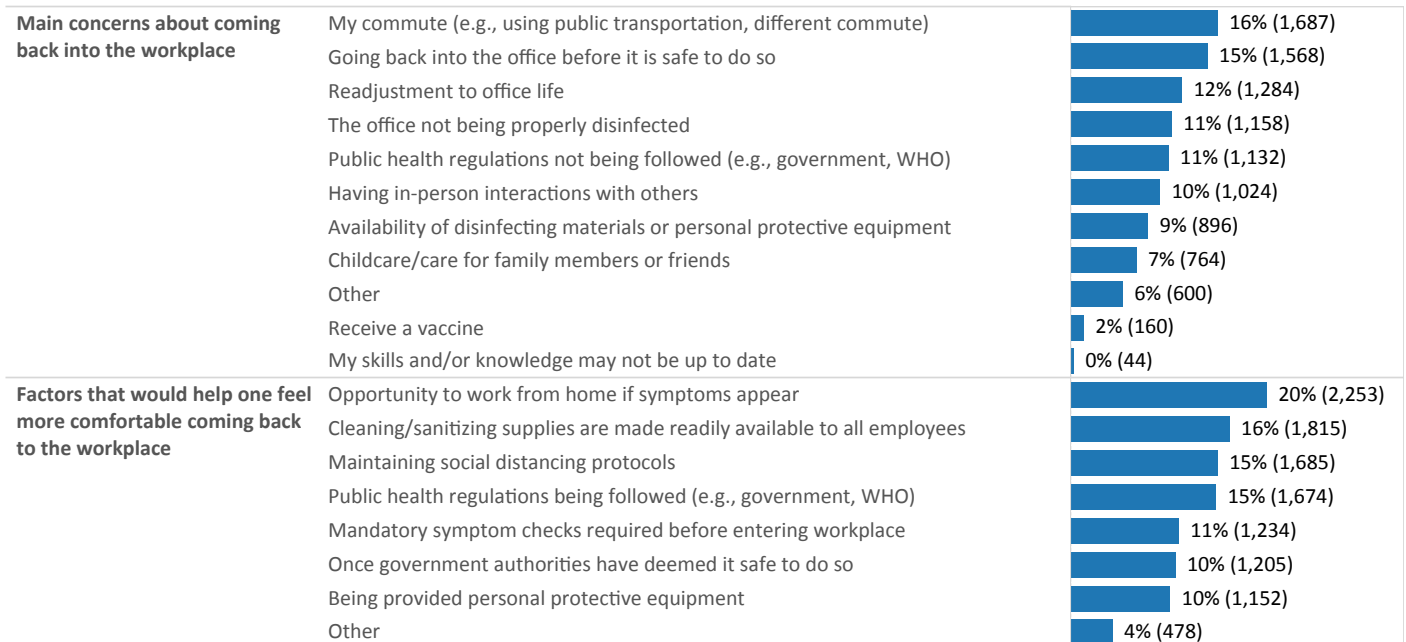 Main concerns about coming back into the workplace
My commute (e.g., using public transportation, different commute) 16% (1,687)
Going back into the office before it is safe to do so 15% (1,568)
Readjustment to office life 12% (1,284)
The office not being properly disinfected 11% (1,158)
Public health regulations not being followed (e.g., government, WHO) 11% (1,132)
Having in-person interactions with others 10% (1,024)
Availability of disinfecting materials or personal protective equipment 9% (896)
Childcare/care for family members or friends 7% (764)
Other 6% (600)
Receive a vaccine 2% (160)
My skills and/or knowledge may not be up to date 0% (44)
Factors that would help one feel more comfortable coming back to the workplace
Opportunity to work from home if symptoms appear 20% (2,253)
Cleaning/sanitizing supplies are made readily available to all employees 16% (1,815)
Maintaining social distancing protocols 15% (1,685)
Public health regulations being followed (e.g., government, WHO) 15% (1,674)
Mandatory symptom checks required before entering workplace 11% (1,234)
Once government authorities have deemed it safe to do so 10% (1,205)
Being provided personal protective equipment 10% (1,152)
Other 4% (478)